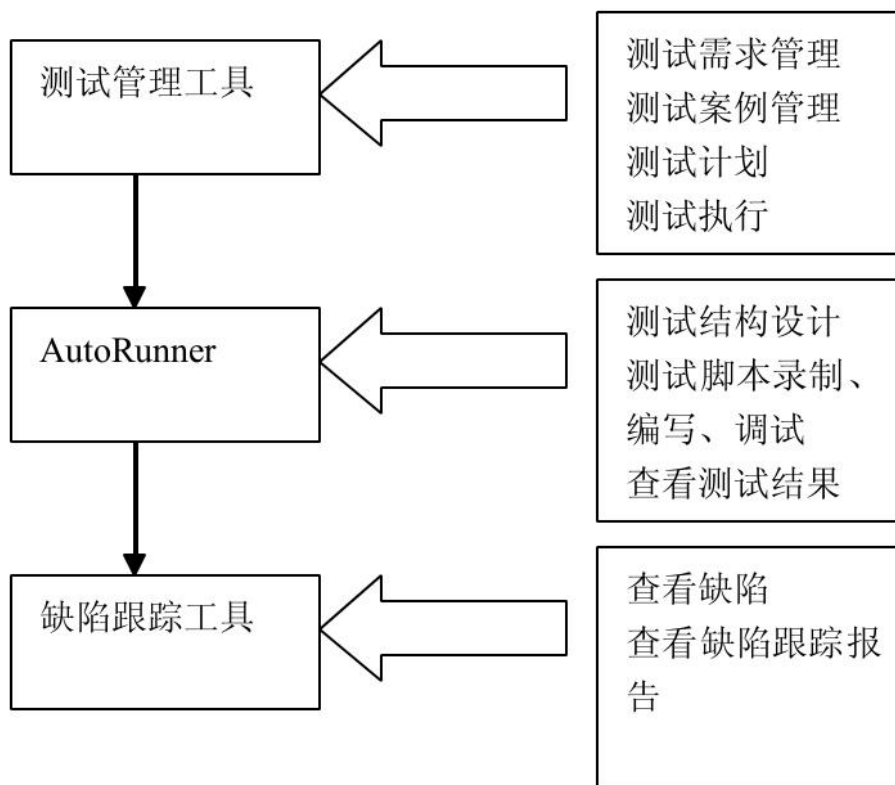 测试管理工具
测试需求管理
测试案例管理
测试计划
测试执行
AutoRunner
测试结构设计
测试脚本录制、
编写、调试
查看测试结果
缺陷跟踪工具
查看缺陷
查看缺陷跟踪报
告